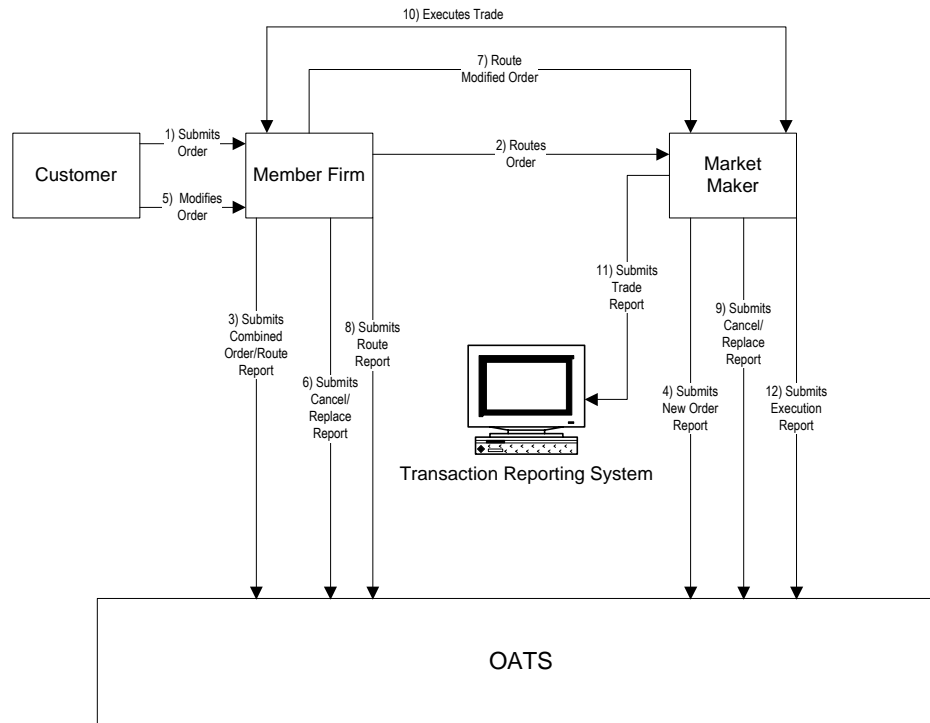 10) Executes Trade
7) Route
Modified Order
1) Submits
Order
2) Routes
Order
Customer
Member Firm
Market
Maker
5) Modifies
Order
11) Submits
Trade
Report
3) Submits
Combined
Order/Route
Report
8) Submits
Route
Report
9) Submits
Cancel/
Replace
Report
6) Submits
Cancel/
Replace
Report
4) Submits
New Order
Report
12) Submits
Execution
Report
Transaction Reporting System
OATS